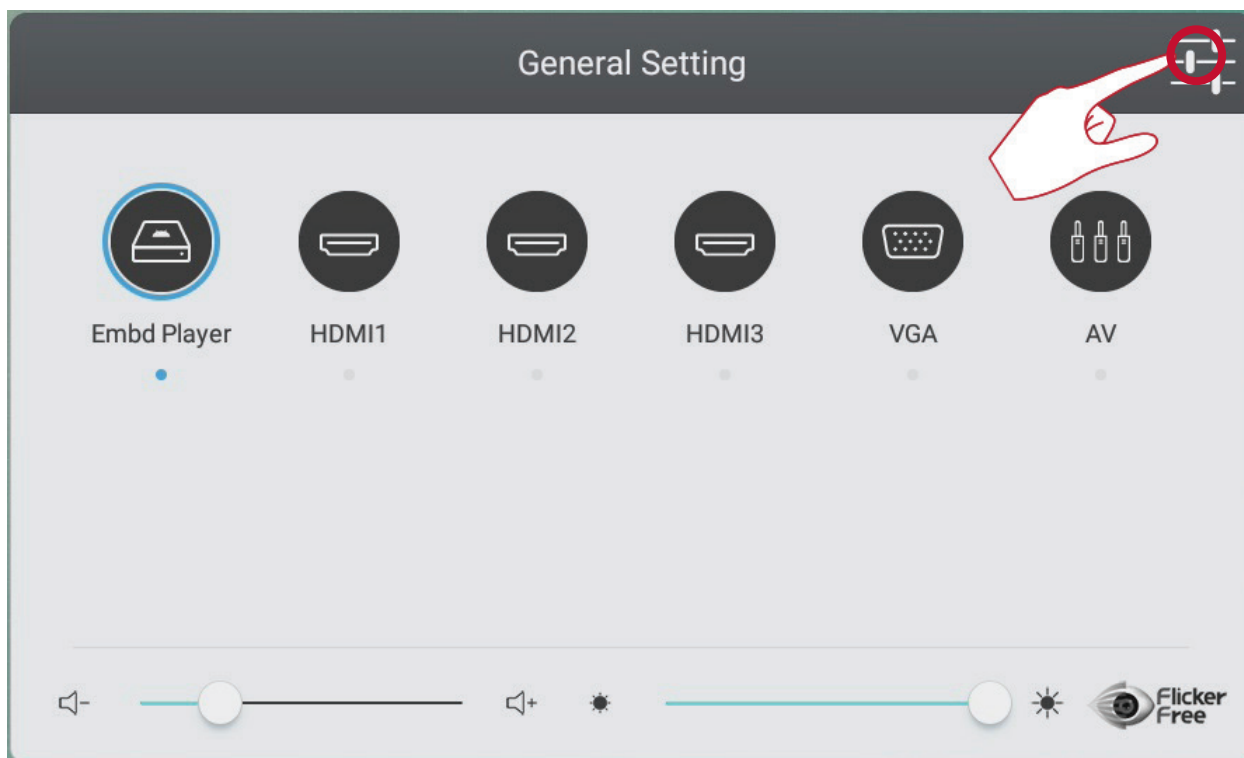 General Setting
Embd Player
HDMI1
HDMI2
HDMI3
VGA
AV
Flicker
Free